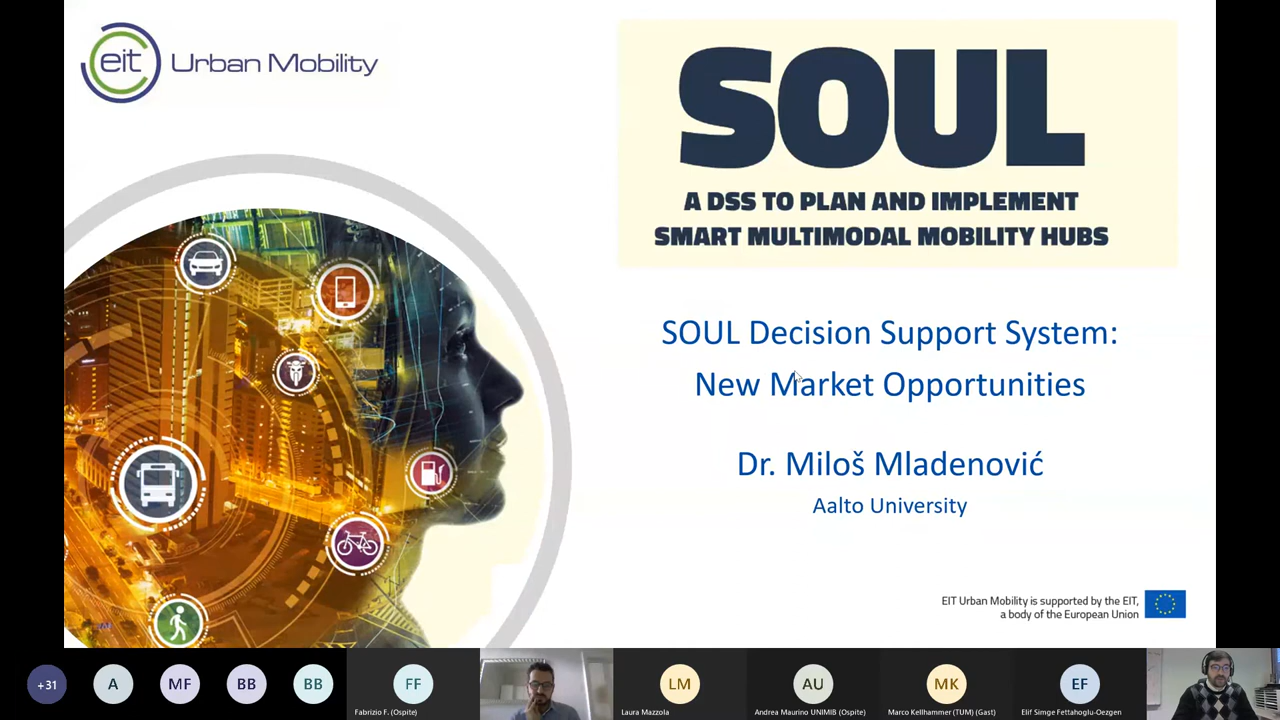 eit Urban Mobility
SOUL
A DSS TO PLAN AND IMPLEMENT
SMART MULTIMODAL MOBILITY HUBS
SOUL Decision Support System:
New Market Opportunities
Dr. Miloš Mladenović
Aalto University
EIT Urban Mobility is supported by the EIT,
a body of the European Union
+31
A
MF
BB
BB
FF
LM
AU
MK
EF
Fabrizio F. (Ospite)
Laura Mazzola
Andrea Maurino UNIMIB (Ospite)
Marco Kellhammer (TUM) (Gast)
Elif Simge Fettahoglu-Oezgen